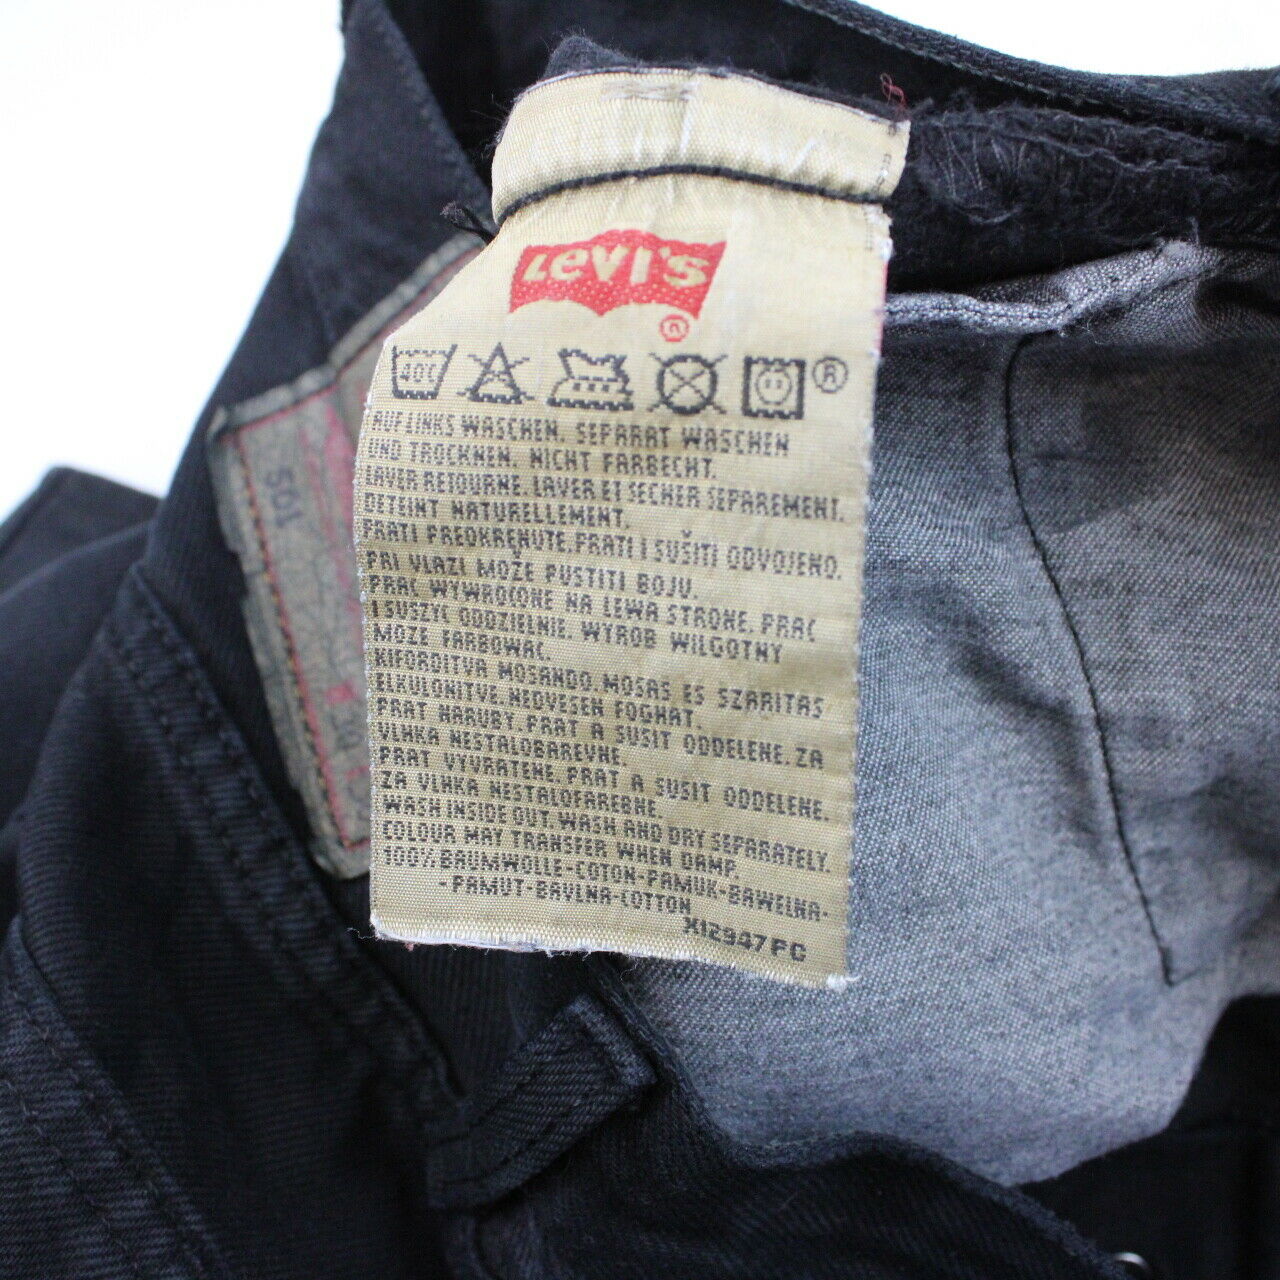 LEVI'S
®
40C
®
AUF LINKS WASCHEN. SEPARAT WASCHEN
UND TROCKNEN. NICHT FARBECHT.
LAVER RETOURNE. LAVER ET SECHER SEPAREMENT.
DETEINT NATURELLEMENT.
PRATI PREOKRENUTE. PRATI I SUŠITI ODVOJENO.
PRI VLAZI MOŽE PUSTITI BOJU.
PRAC WYWROCONE NA LEWA STRONE. PRAC
I SUSZYC ODDZIELNIE. WYROB WILGOTNY
MOZE FARBOWAC.
KIFORDITVA MOSANDO. MOSAS ES SZARITAS
ELKULONITVE. NEDVESEN FOGHAT.
PRAT NARUBY. PRAT A SUSIT ODDELENE. ZA
VLHKA NESTALOBAREVNE.
PRAT VYVRATENE. PRAT A SUSIT ODDELENE.
ZA VLHKA NESTALOFAREBNE.
WASH INSIDE OUT. WASH AND DRY SEPARATELY.
COLOUR MAY TRANSFER WHEN DAMP.
100% BAUMWOLLE-COTON-PAMUK-BAWELNA-
-PAMUT-BAVLNA-COTTON
X12947PC
501